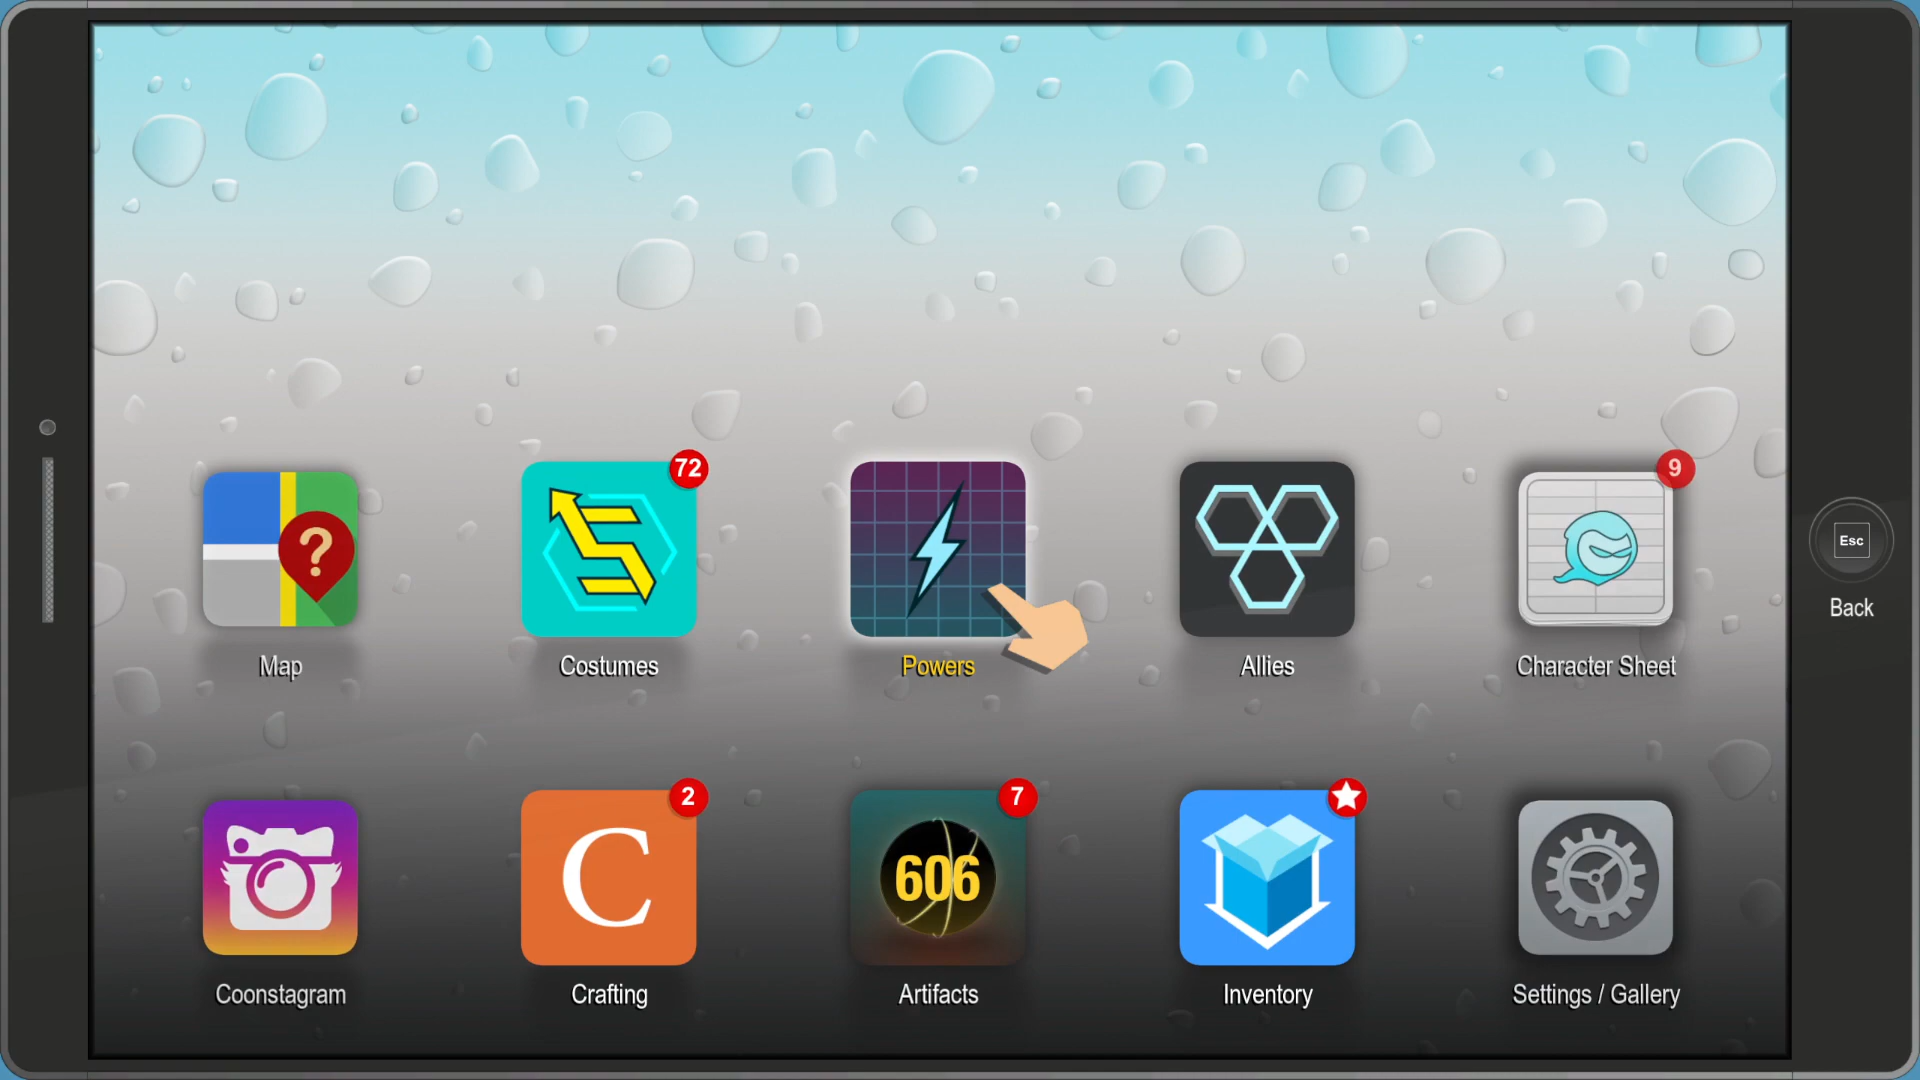 72
9
?
Esc
Back
Map
Costumes
Powers
Allies
Character Sheet
2
7
C
606
Coonstagram
Crafting
Artifacts
Inventory
Settings / Gallery